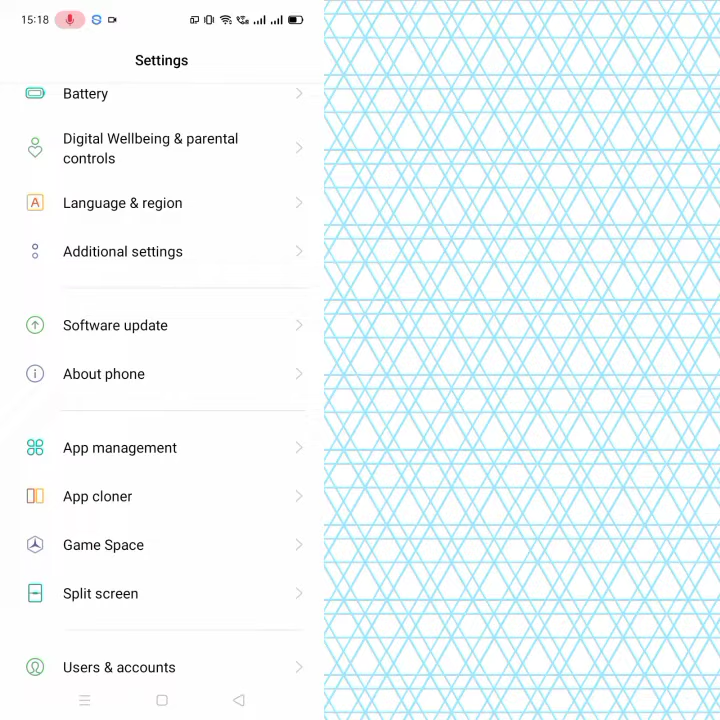 15:18
Settings
Battery
Digital Wellbeing & parental
controls
Language & region
A
Additional settings
Software update
About phone
App management
App cloner
Game Space
Split screen
Users & accounts